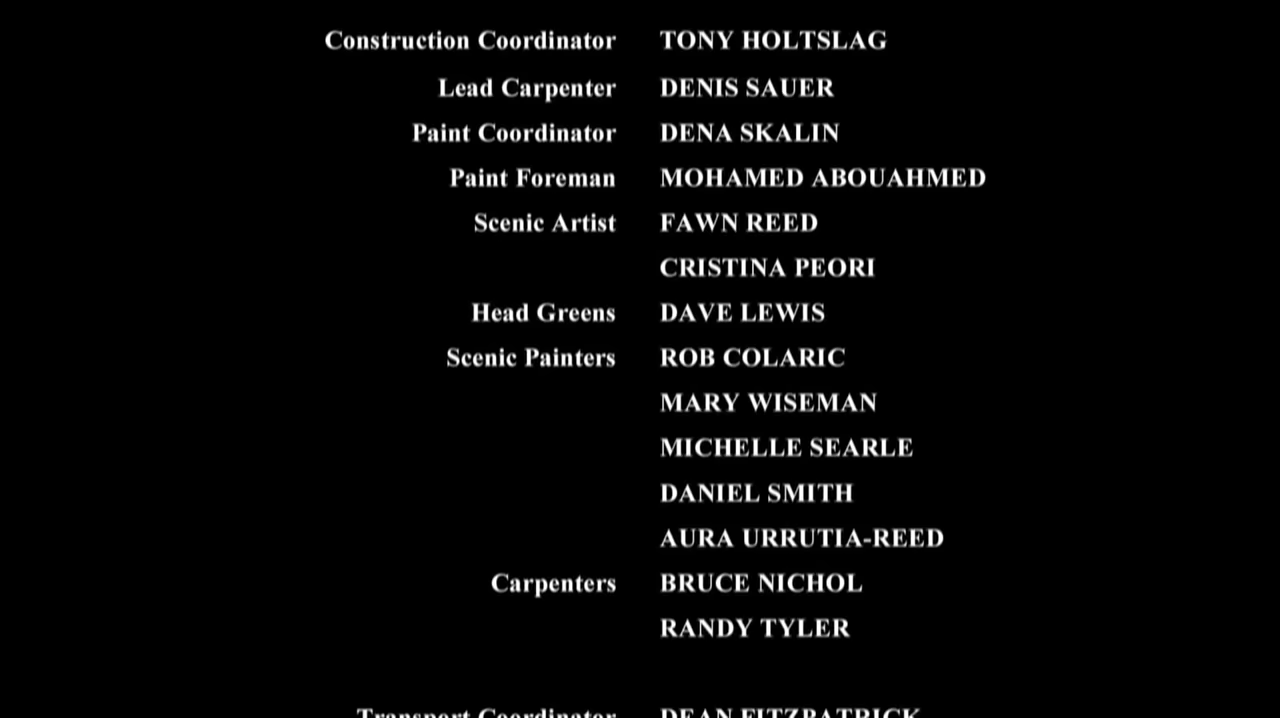 Construction Coordinator TONY HOLTSLAG
Lead Carpenter DENIS SAUER
Paint Coordinator DENA SKALIN
Paint Foreman MOHAMED ABOUAHMED
Scenic Artist FAWN REED
CRISTINA PEORI
Head Greens DAVE LEWIS
Scenic Painters ROB COLARIC
MARY WISEMAN
MICHELLE SEARLE
DANIEL SMITH
AURA URRUTIA-REED
Carpenters BRUCE NICHOL
RANDY TYLER
Transport Coordinator DEAN FITZPATRICK